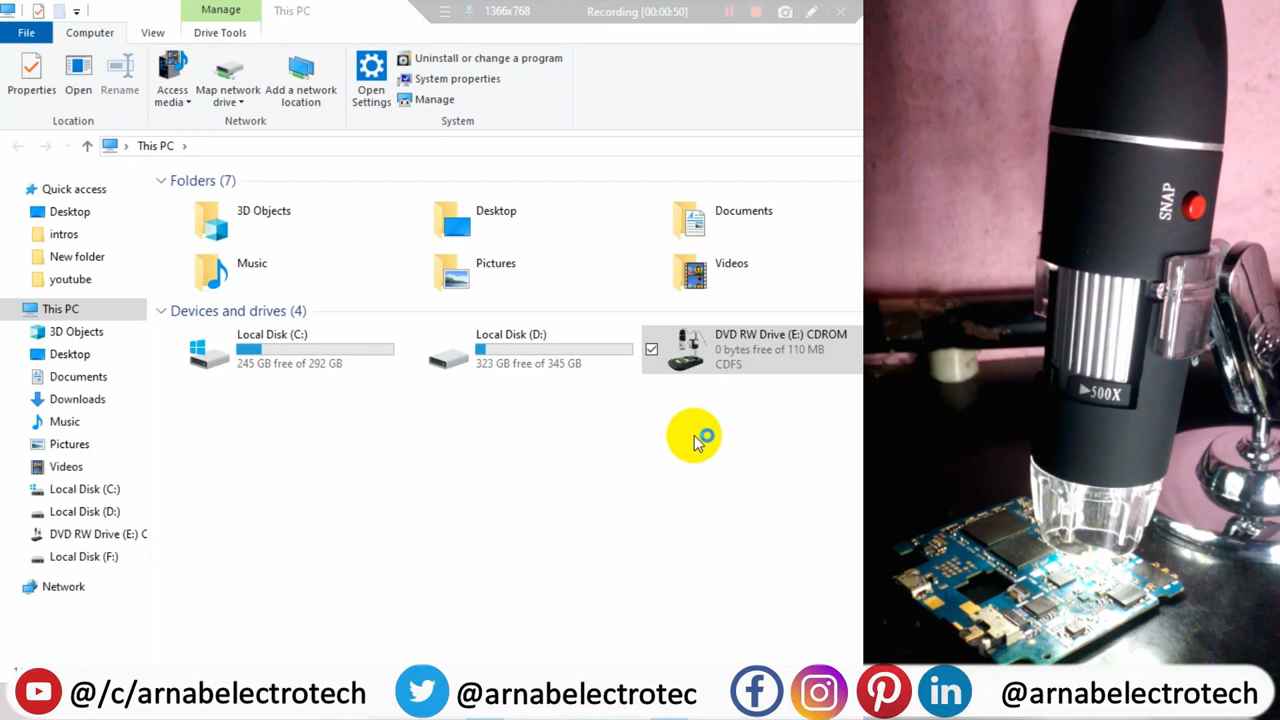 Manage
This PC
1366x768
Recording [00:00:50]
File
Computer
View
Drive Tools
Properties
Open
Rename
Access media
Map network drive
Add a network location
Open Settings
Uninstall or change a program
System properties
Manage
Location
Network
System
This PC
Quick access
Desktop
intros
New folder
youtube
This PC
3D Objects
Desktop
Documents
Downloads
Music
Pictures
Videos
Local Disk (C:)
Local Disk (D:)
DVD RW Drive (E:) C
Local Disk (F:)
Network
Folders (7)
3D Objects
Desktop
Documents
Music
Pictures
Videos
Devices and drives (4)
Local Disk (C:)
245 GB free of 292 GB
Local Disk (D:)
323 GB free of 345 GB
DVD RW Drive (E:) CDROM
0 bytes free of 110 MB
CDFS
SNAP
500X
@/c/arnabelectrotech
@arnabelectrotec
@arnabelectrotech